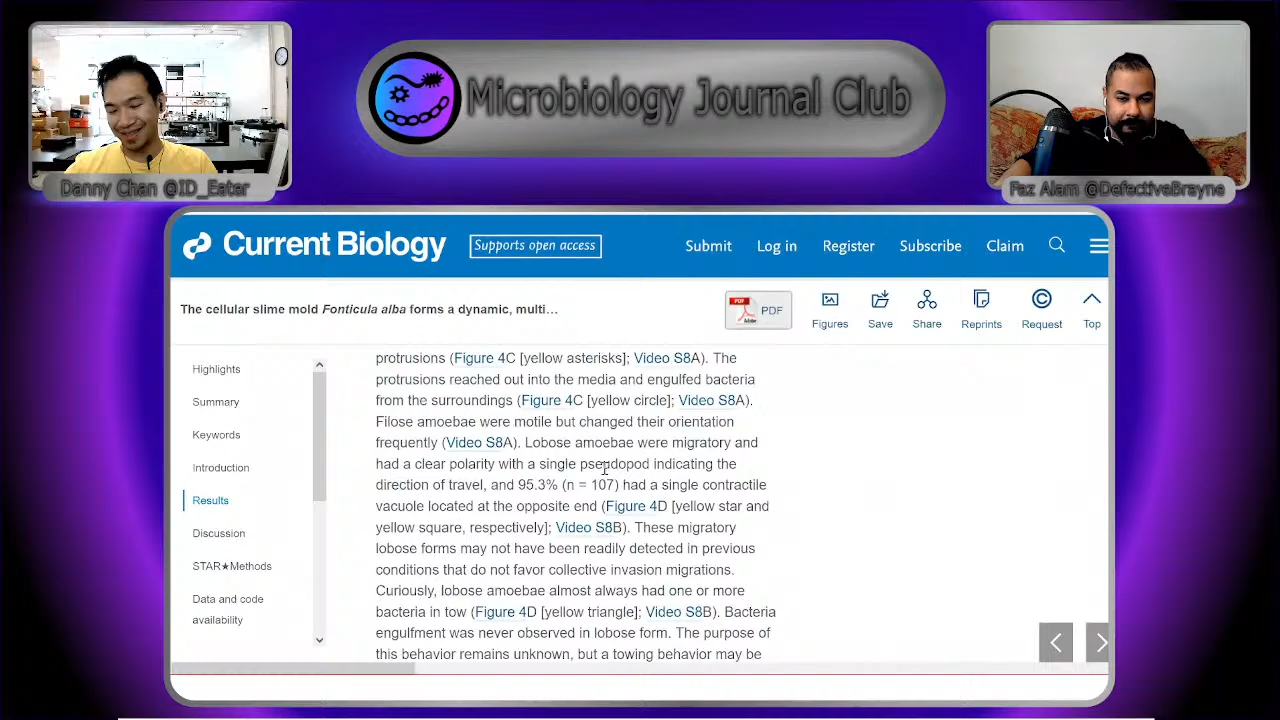 Microbiology Journal Club
Danny Chan @ID_Eater
Faz Alam @DefectiveBrayne
Current Biology
Supports open access
Submit
Log in
Register
Subscribe
Claim
The cellular slime mold Fonticula alba forms a dynamic, multi…
PDF
PDF
Adobe
Figures
Save
Share
Reprints
Request
Top
Highlights
Summary
Keywords
Introduction
Results
Discussion
STAR★Methods
Data and code
availability
protrusions (Figure 4C [yellow asterisks]; Video S8A). The
protrusions reached out into the media and engulfed bacteria
from the surroundings (Figure 4C [yellow circle]; Video S8A).
Filose amoebae were motile but changed their orientation
frequently (Video S8A). Lobose amoebae were migratory and
had a clear polarity with a single pseudopod indicating the
direction of travel, and 95.3% (n = 107) had a single contractile
vacuole located at the opposite end (Figure 4D [yellow star and
yellow square, respectively]; Video S8B). These migratory
lobose forms may not have been readily detected in previous
conditions that do not favor collective invasion migrations.
Curiously, lobose amoebae almost always had one or more
bacteria in tow (Figure 4D [yellow triangle]; Video S8B). Bacteria
engulfment was never observed in lobose form. The purpose of
this behavior remains unknown, but a towing behavior may be